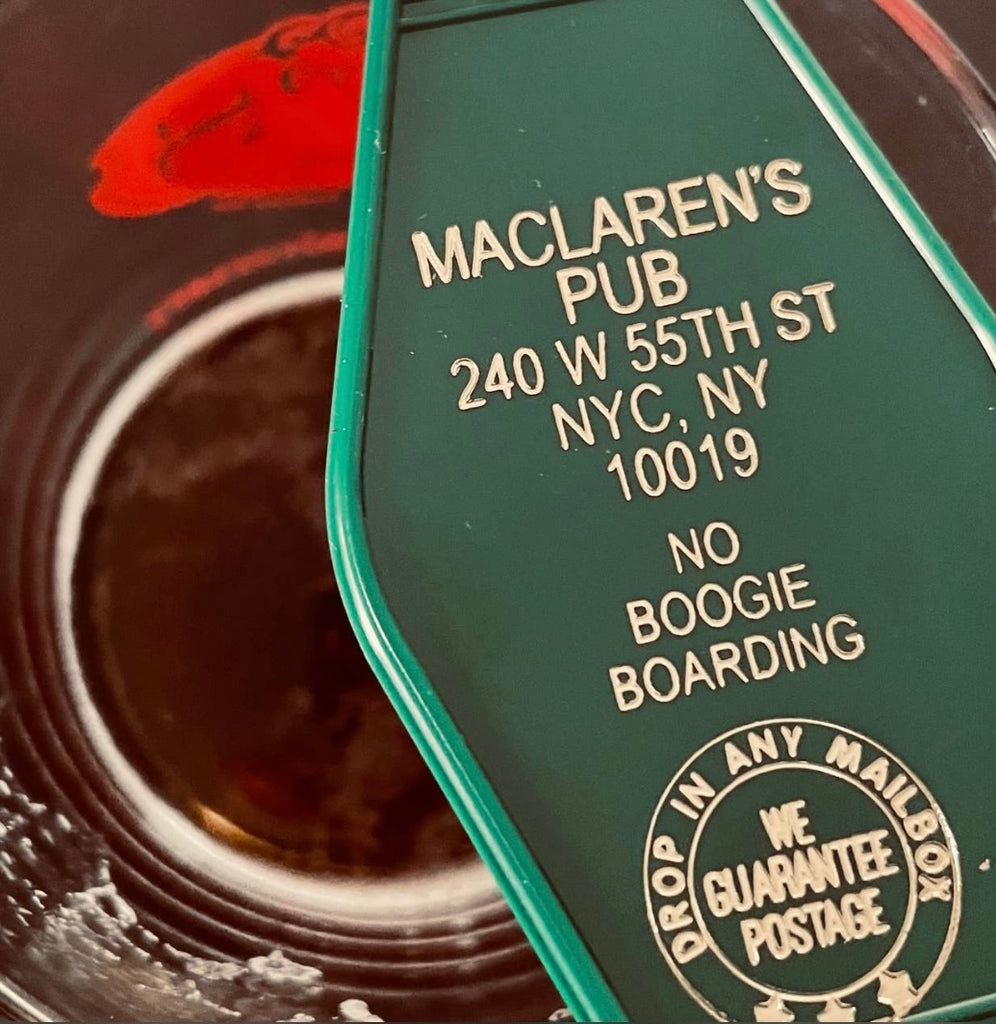 MACLAREN'S
PUB
240 W 55TH ST
NYC, NY
10019
NO
BOOGIE
BOARDING
DROP IN ANY MAILBOX
WE
GUARANTEE
POSTAGE